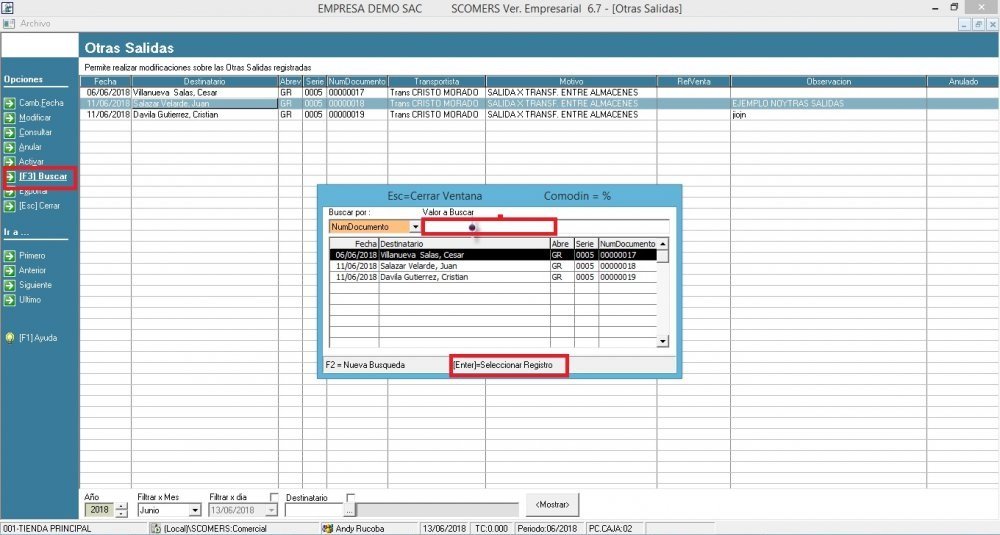 EMPRESA DEMO SAC SCOMERS Ver. Empresarial 6.7 - [Otras Salidas]
Archivo
Otras Salidas
Permite realizar modificaciones sobre las Otras Salidas registradas
Opciones
Camb.Fecha
Modificar
Consultar
Anular
Activar
[F3] Buscar
Exportar
[Esc] Cerrar
Ir a ...
Primero
Anterior
Siguiente
Ultimo
[F1] Ayuda
Fecha Destinatario Abrev Serie NumDocumento Transportista Motivo RefVenta Observacion Anulado
06/06/2018 Villanueva Salas, Cesar GR 0005 00000017 Trans CRISTO MORADO SALIDA X TRANSF. ENTRE ALMACENES
11/06/2018 Salazar Velarde, Juan GR 0005 00000018 Trans CRISTO MORADO SALIDA X TRANSF. ENTRE ALMACENES EJEMPLO NOYTRAS SALIDAS
11/06/2018 Davila Gutierrez, Cristian GR 0005 00000019 Trans CRISTO MORADO SALIDA X TRANSF. ENTRE ALMACENES jiojn
Esc=Cerrar Ventana Comodin = %
Buscar por : Valor a Buscar
NumDocumento
Fecha Destinatario Abre Serie NumDocumento
06/06/2018 Villanueva Salas, Cesar GR 0005 00000017
11/06/2018 Salazar Velarde, Juan GR 0005 00000018
11/06/2018 Davila Gutierrez, Cristian GR 0005 00000019
F2 = Nueva Busqueda [Enter]=Seleccionar Registro
Año Filtrar x Mes Filtrar x dia Destinatario
2018 Junio 13/06/2018 ... <Mostrar>
001-TIENDA PRINCIPAL (Local)\SCOMERS:Comercial Andy Rucoba 13/06/2018 TC:0.000 Periodo:06/2018 PC.CAJA:02